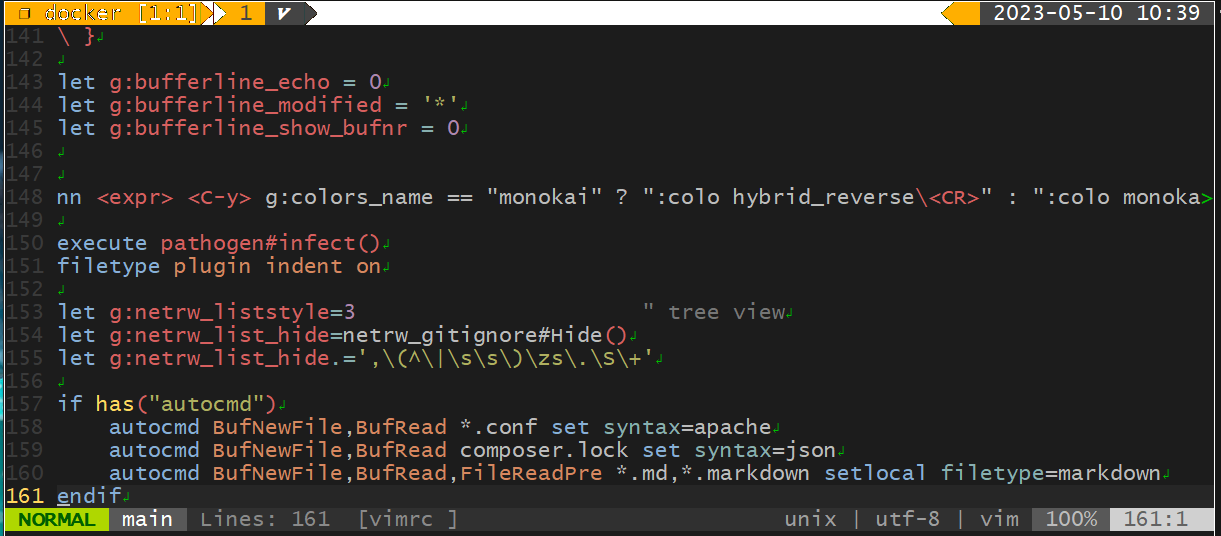 docker [1:1] 1 v 2023-05-10 10:39
141 \ }
142
143 let g:bufferline_echo = 0
144 let g:bufferline_modified = '*'
145 let g:bufferline_show_bufnr = 0
146
147
148 nn <expr> <C-y> g:colors_name == "monokai" ? ":colo hybrid_reverse\<CR>" : ":colo monoka>
149
150 execute pathogen#infect()
151 filetype plugin indent on
152
153 let g:netrw_liststyle=3 " tree view
154 let g:netrw_list_hide=netrw_gitignore#Hide()
155 let g:netrw_list_hide.=',\(^\|\s\s\)\zs\.\S\+'
156
157 if has("autocmd")
158 autocmd BufNewFile,BufRead *.conf set syntax=apache
159 autocmd BufNewFile,BufRead composer.lock set syntax=json
160 autocmd BufNewFile,BufRead,FileReadPre *.md,*.markdown setlocal filetype=markdown
161 endif
NORMAL main Lines: 161 [vimrc ] unix | utf-8 | vim 100% 161:1